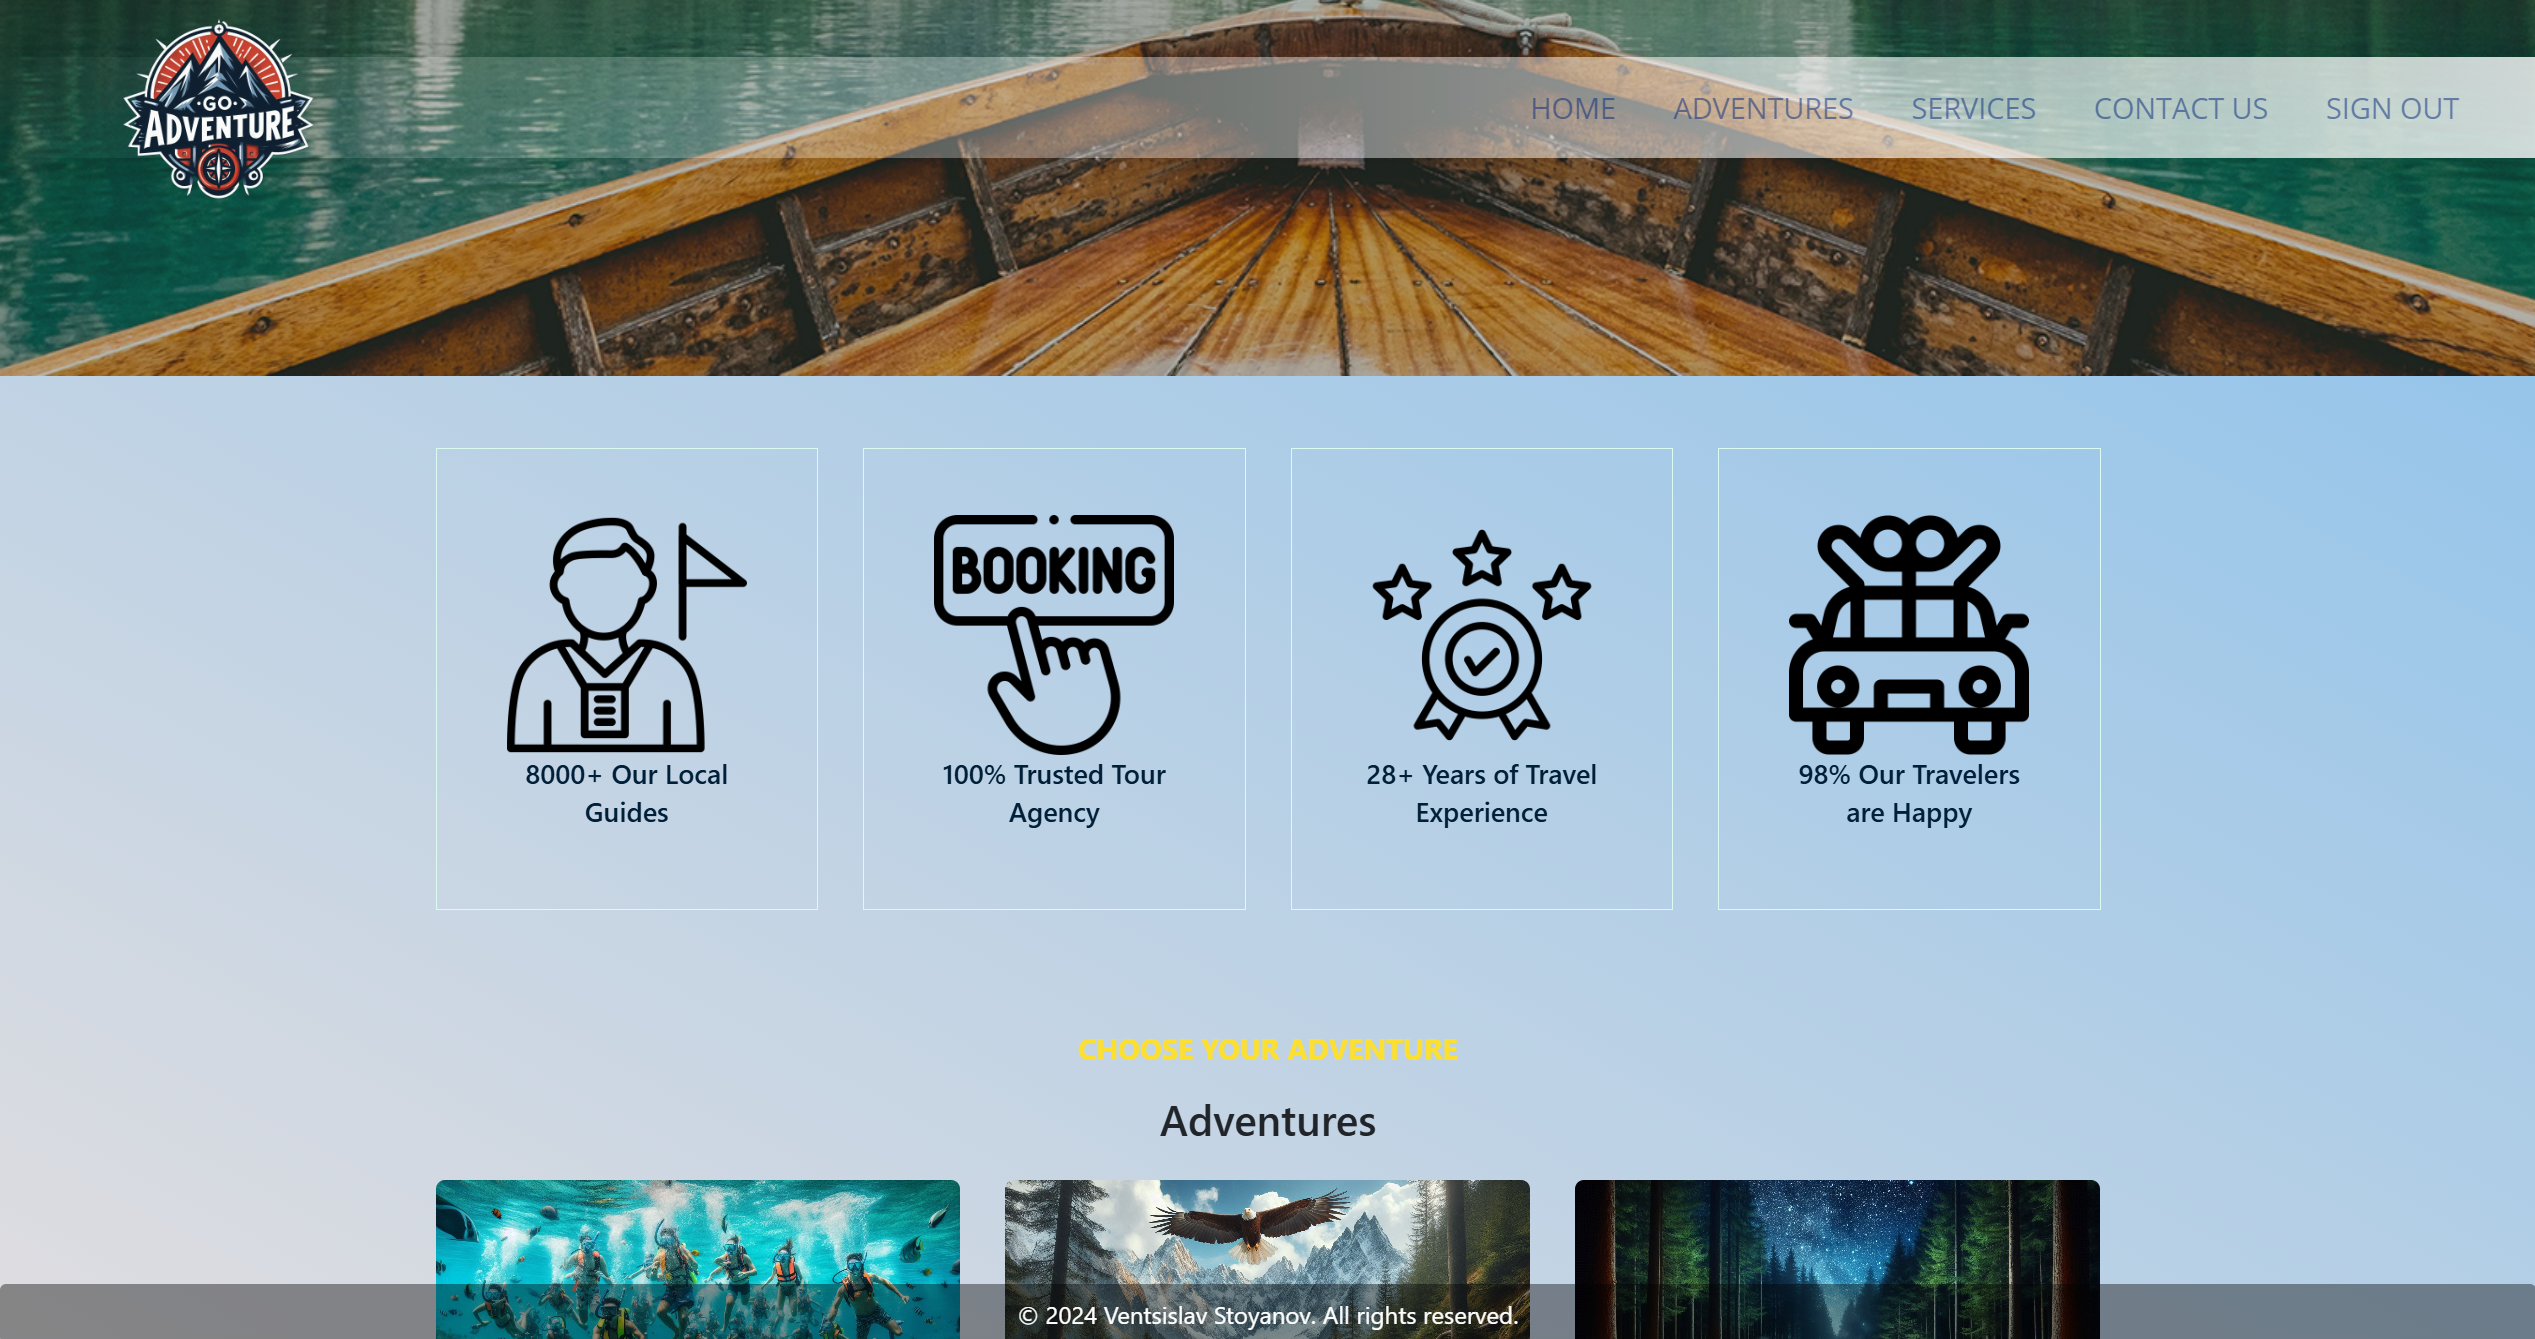 GO
ADVENTURE
HOME ADVENTURES SERVICES CONTACT US SIGN OUT
BOOKING
8000+ Our Local
Guides
100% Trusted Tour
Agency
28+ Years of Travel
Experience
98% Our Travelers
are Happy
CHOOSE YOUR ADVENTURE
Adventures
© 2024 Ventsislav Stoyanov. All rights reserved.